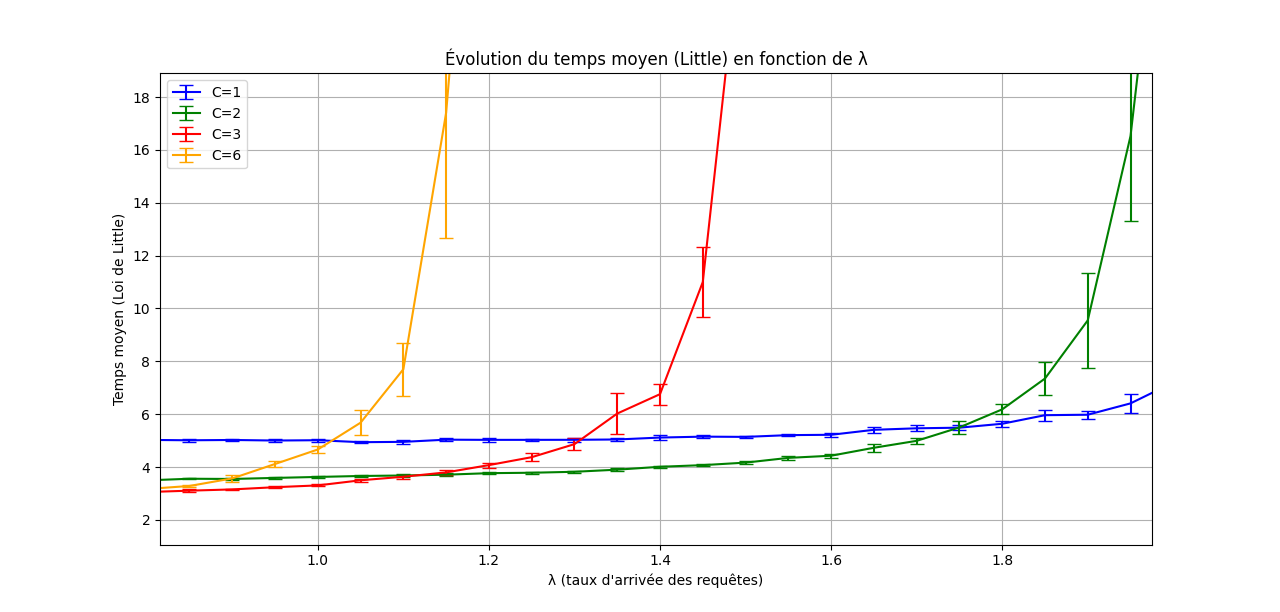 Évolution du temps moyen (Little) en fonction de λ
C=1
C=2
C=3
C=6
Temps moyen (Loi de Little)
18
16
14
12
10
8
6
4
2
1.0 1.2 1.4 1.6 1.8
λ (taux d'arrivée des requêtes)